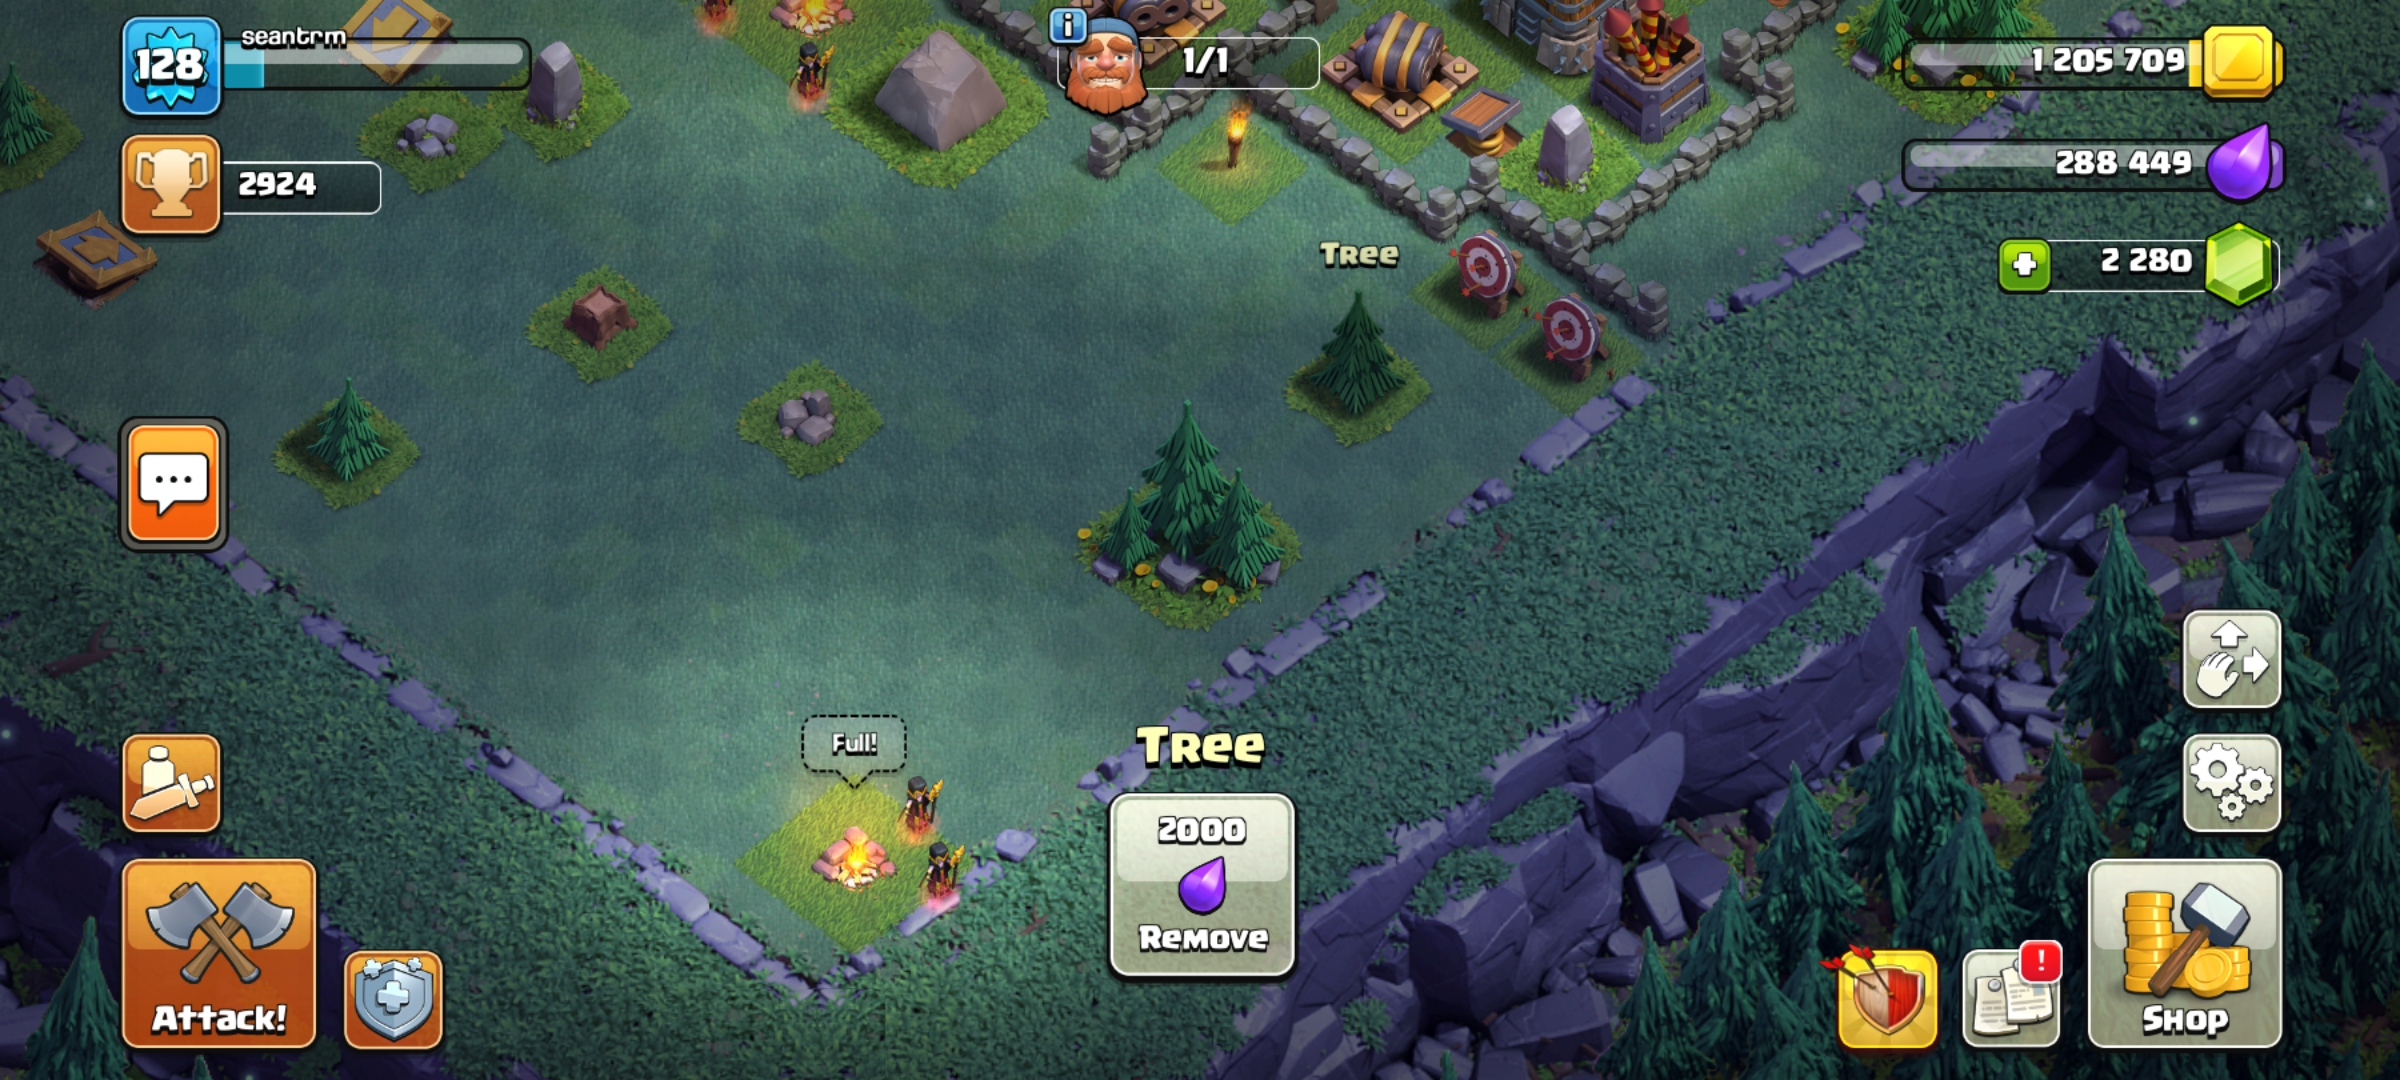 seantrm
128
1/1
1 205 709
2924
288 449
2 280
Tree
Full!
Tree
2000
Remove
Attack!
Shop